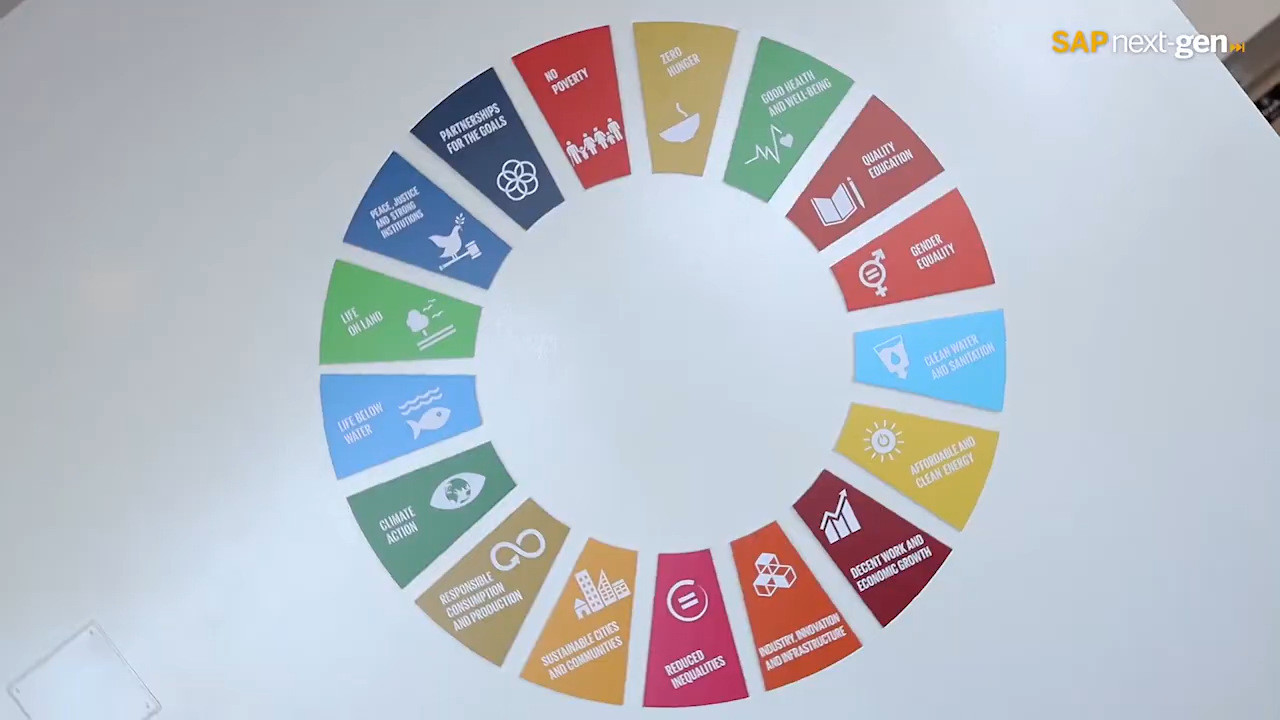 SAP next-gen
NO
POVERTY
ZERO
HUNGER
GOOD HEALTH
AND WELL-BEING
QUALITY
EDUCATION
GENDER
EQUALITY
CLEAN WATER
AND SANITATION
AFFORDABLE AND
CLEAN ENERGY
DECENT WORK AND
ECONOMIC GROWTH
INDUSTRY, INNOVATION
AND INFRASTRUCTURE
REDUCED
INEQUALITIES
SUSTAINABLE CITIES
AND COMMUNITIES
RESPONSIBLE
CONSUMPTION
AND PRODUCTION
CLIMATE
ACTION
LIFE BELOW
WATER
LIFE
ON LAND
PEACE, JUSTICE
AND STRONG
INSTITUTIONS
PARTNERSHIPS
FOR THE GOALS